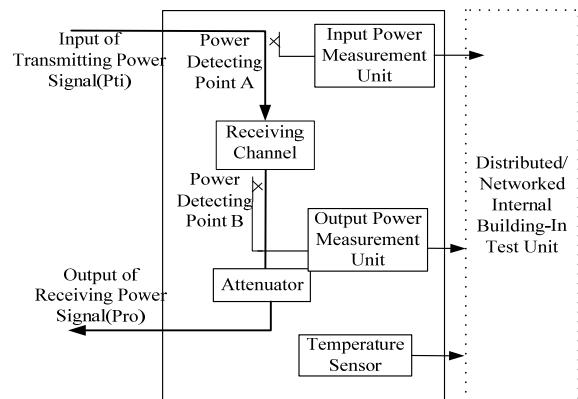 Input of
Transmitting Power
Signal(Pti)
Power
Detecting
Point A
Input Power
Measurement
Unit
Receiving
Channel
Power
Detecting
Point B
Output Power
Measurement
Unit
Distributed/
Networked
Internal
Building-In
Test Unit
Output of
Receiving Power
Signal(Pro)
Attenuator
Temperature
Sensor